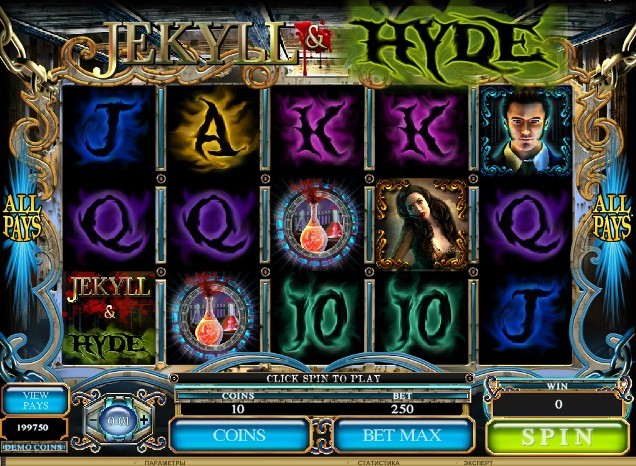 JEKYLL & HYDE
J A K K
Q Q Q
JEKYLL
&
HYDE
10 10 J
ALL
PAYS
ALL
PAYS
CLICK SPIN TO PLAY
VIEW
PAYS
199750
DEMO COINS
0.01 +
COINS
10
BET
250
WIN
0
COINS
BET MAX
SPIN
ПАРАМЕТРЫ СТАТИСТИКА ЭКСПЕРТ